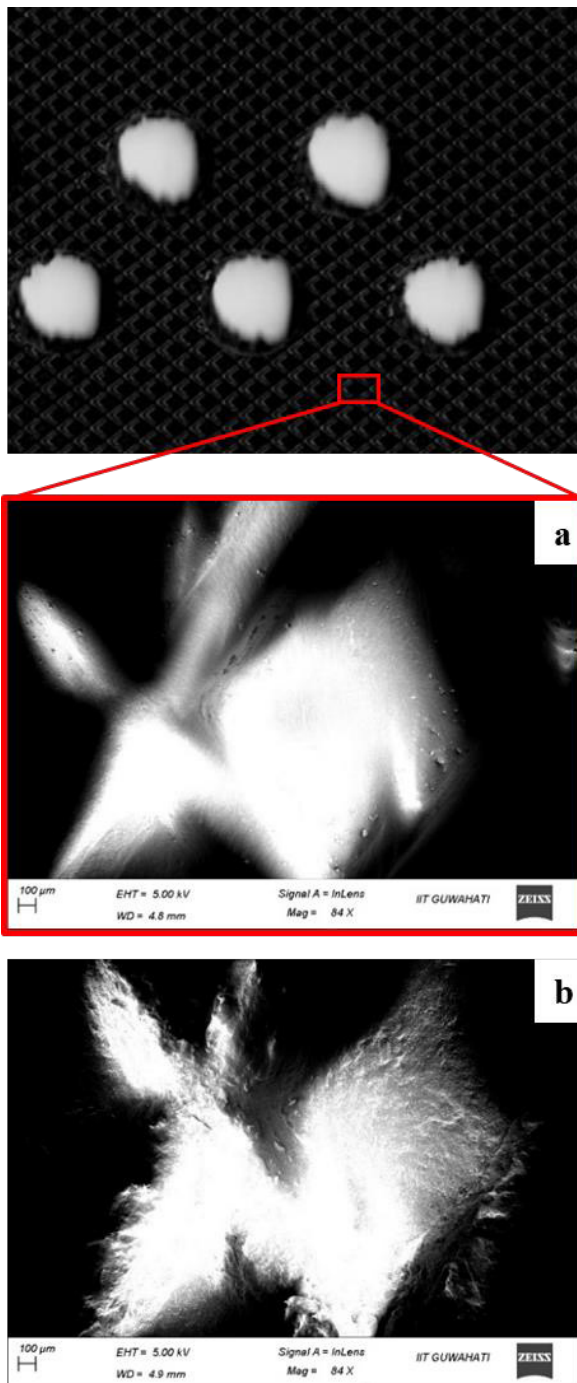 a
100 µm
EHT = 5.00 kV
Signal A = InLens
IIT GUWAHATI
ZEISS
WD = 4.8 mm
Mag = 84 X
b
100 µm
EHT = 5.00 kV
Signal A = InLens
IIT GUWAHATI
ZEISS
WD = 4.9 mm
Mag = 84 X